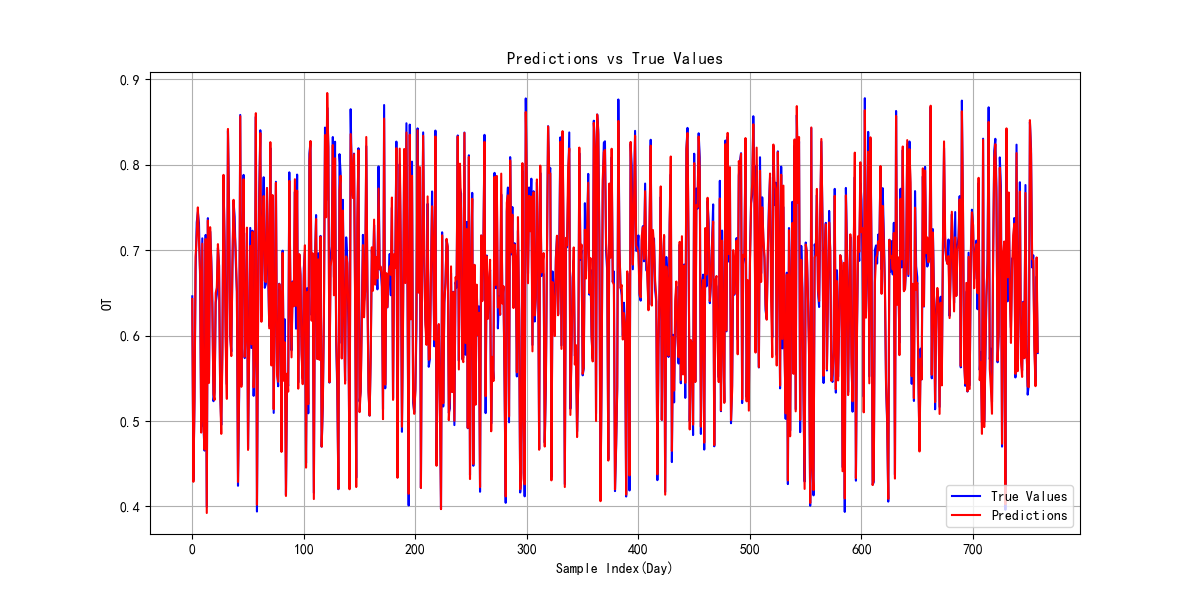 Predictions vs True Values
OT
0.9
0.8
0.7
0.6
0.5
0.4
0 100 200 300 400 500 600 700
Sample Index(Day)
True Values
Predictions